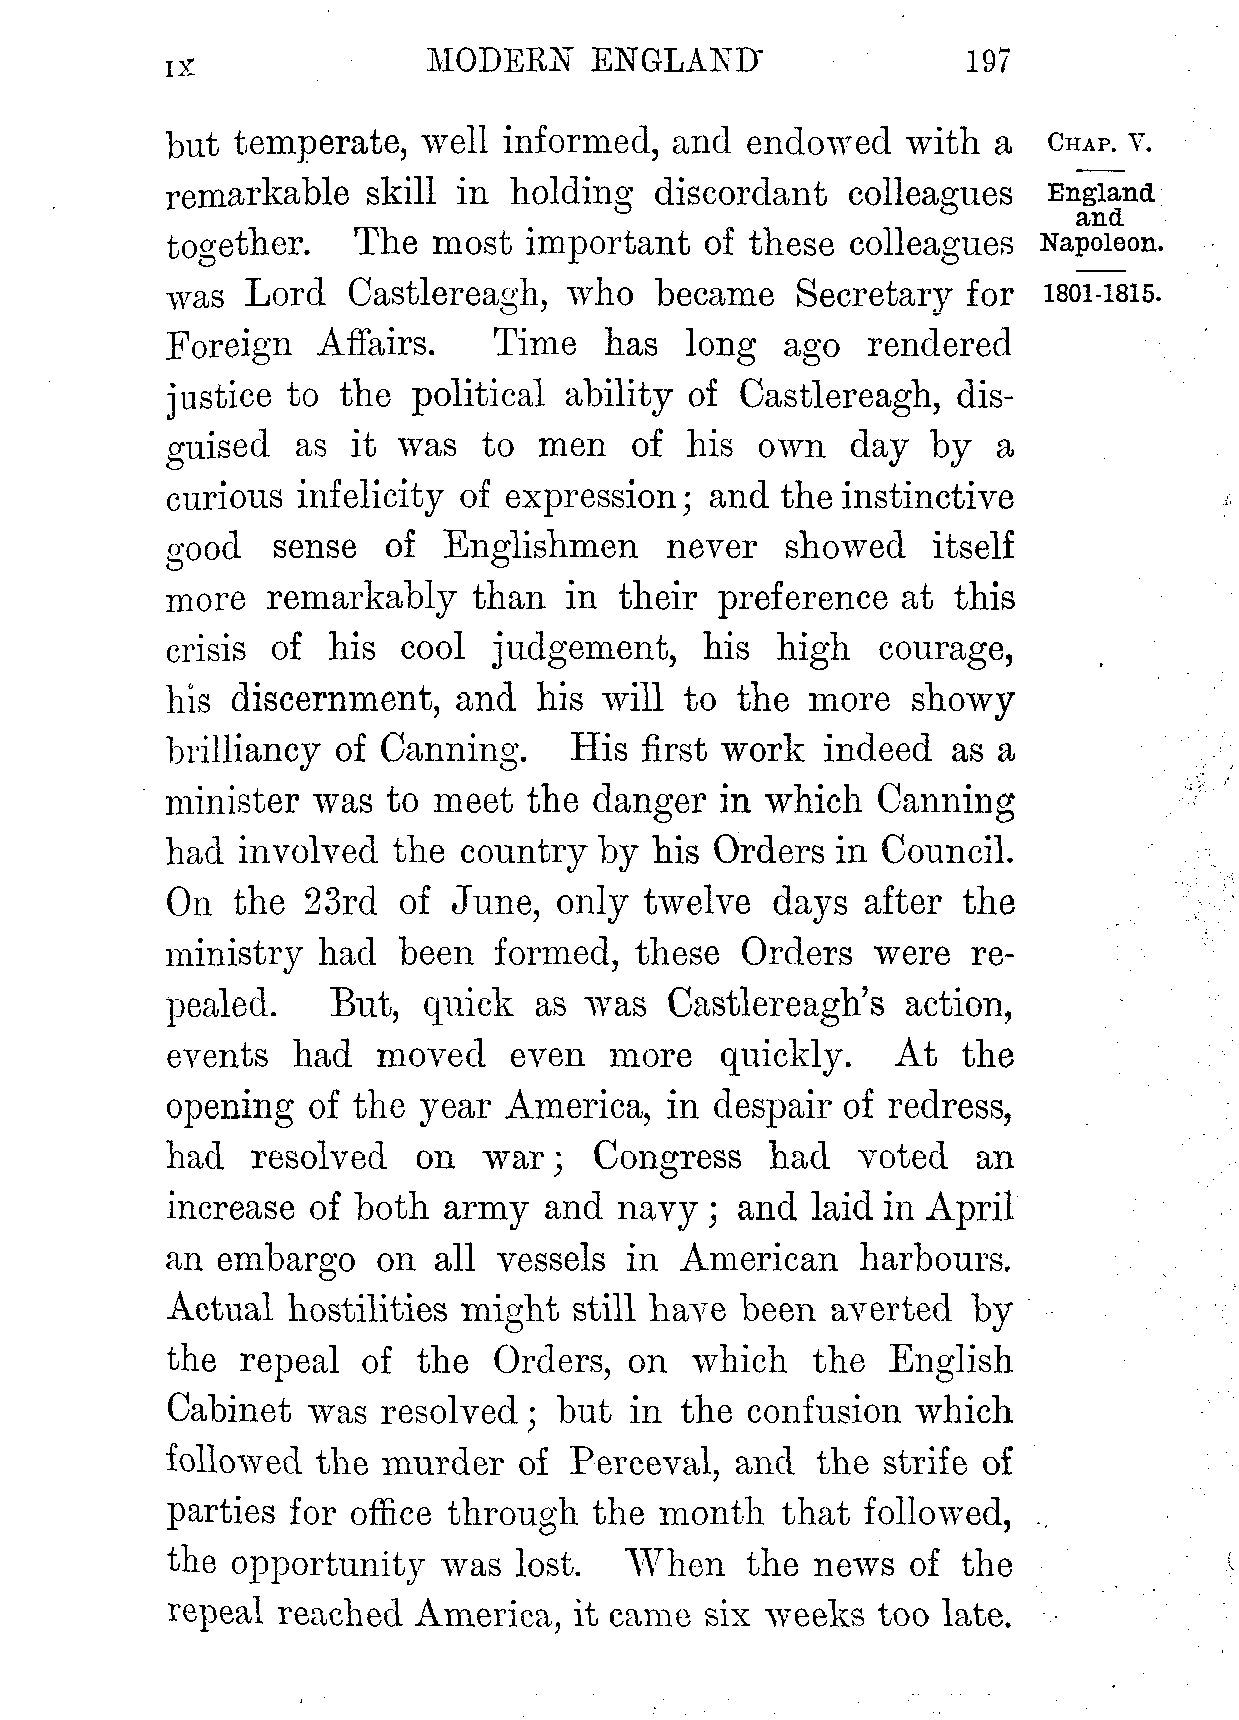 IX MODERN ENGLAND 197
but temperate, well informed, and endowed with a
remarkable skill in holding discordant colleagues
together. The most important of these colleagues
was Lord Castlereagh, who became Secretary for
Foreign Affairs. Time has long ago rendered
justice to the political ability of Castlereagh, dis-
guised as it was to men of his own day by a
curious infelicity of expression; and the instinctive
good sense of Englishmen never showed itself
more remarkably than in their preference at this
crisis of his cool judgement, his high courage,
his discernment, and his will to the more showy
brilliancy of Canning. His first work indeed as a
minister was to meet the danger in which Canning
had involved the country by his Orders in Council.
On the 23rd of June, only twelve days after the
ministry had been formed, these Orders were re-
pealed. But, quick as was Castlereagh's action,
events had moved even more quickly. At the
opening of the year America, in despair of redress,
had resolved on war; Congress had voted an
increase of both army and navy; and laid in April
an embargo on all vessels in American harbours.
Actual hostilities might still have been averted by
the repeal of the Orders, on which the English
Cabinet was resolved; but in the confusion which
followed the murder of Perceval, and the strife of
parties for office through the month that followed,
the opportunity was lost. When the news of the
repeal reached America, it came six weeks too late.
CHAP. V.
England
and
Napoleon.
1801-1815.